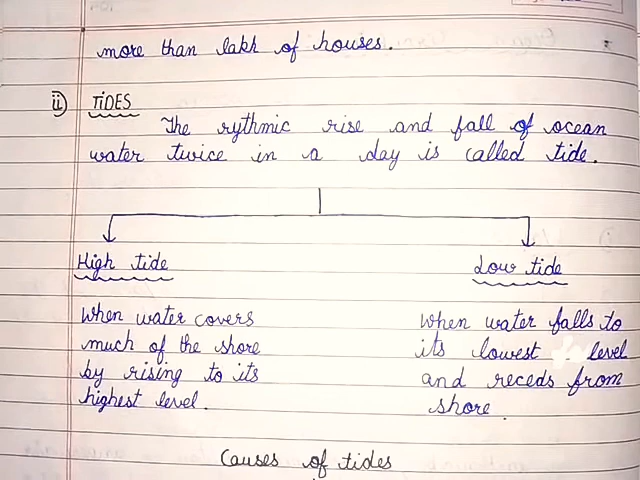 more than lakh of houses.
ii) TiDES
The rythmic rise and fall of ocean
water twice in a day is called tide.
High tide
Low tide
When water covers
much of the shore
by rising to its
highest level.
When water falls to
its lowest level
and receds from
shore.
Causes of tides